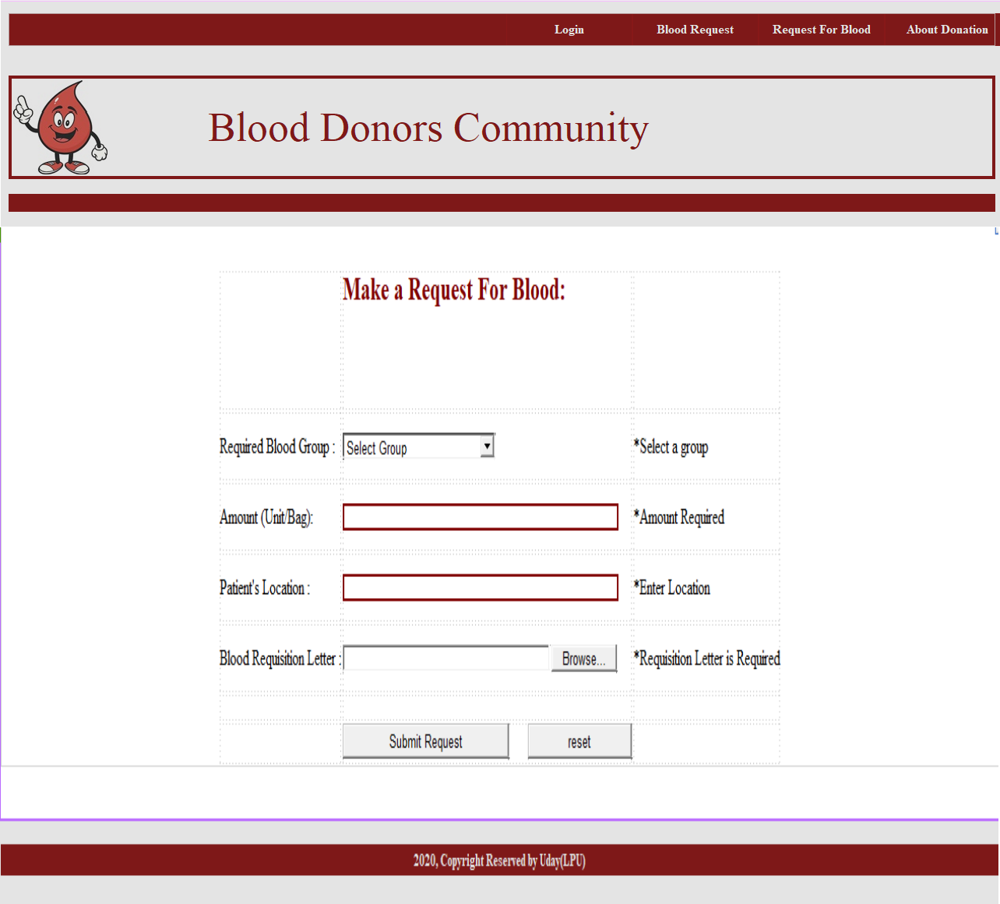 Login Blood Request Request For Blood About Donation
Blood Donors Community
Make a Request For Blood:
Required Blood Group : Select Group *Select a group
Amount (Unit/Bag): *Amount Required
Patient's Location : *Enter Location
Blood Requisition Letter : Browse... *Requisition Letter is Required
Submit Request reset
2020, Copyright Reserved by Uday(LPU)